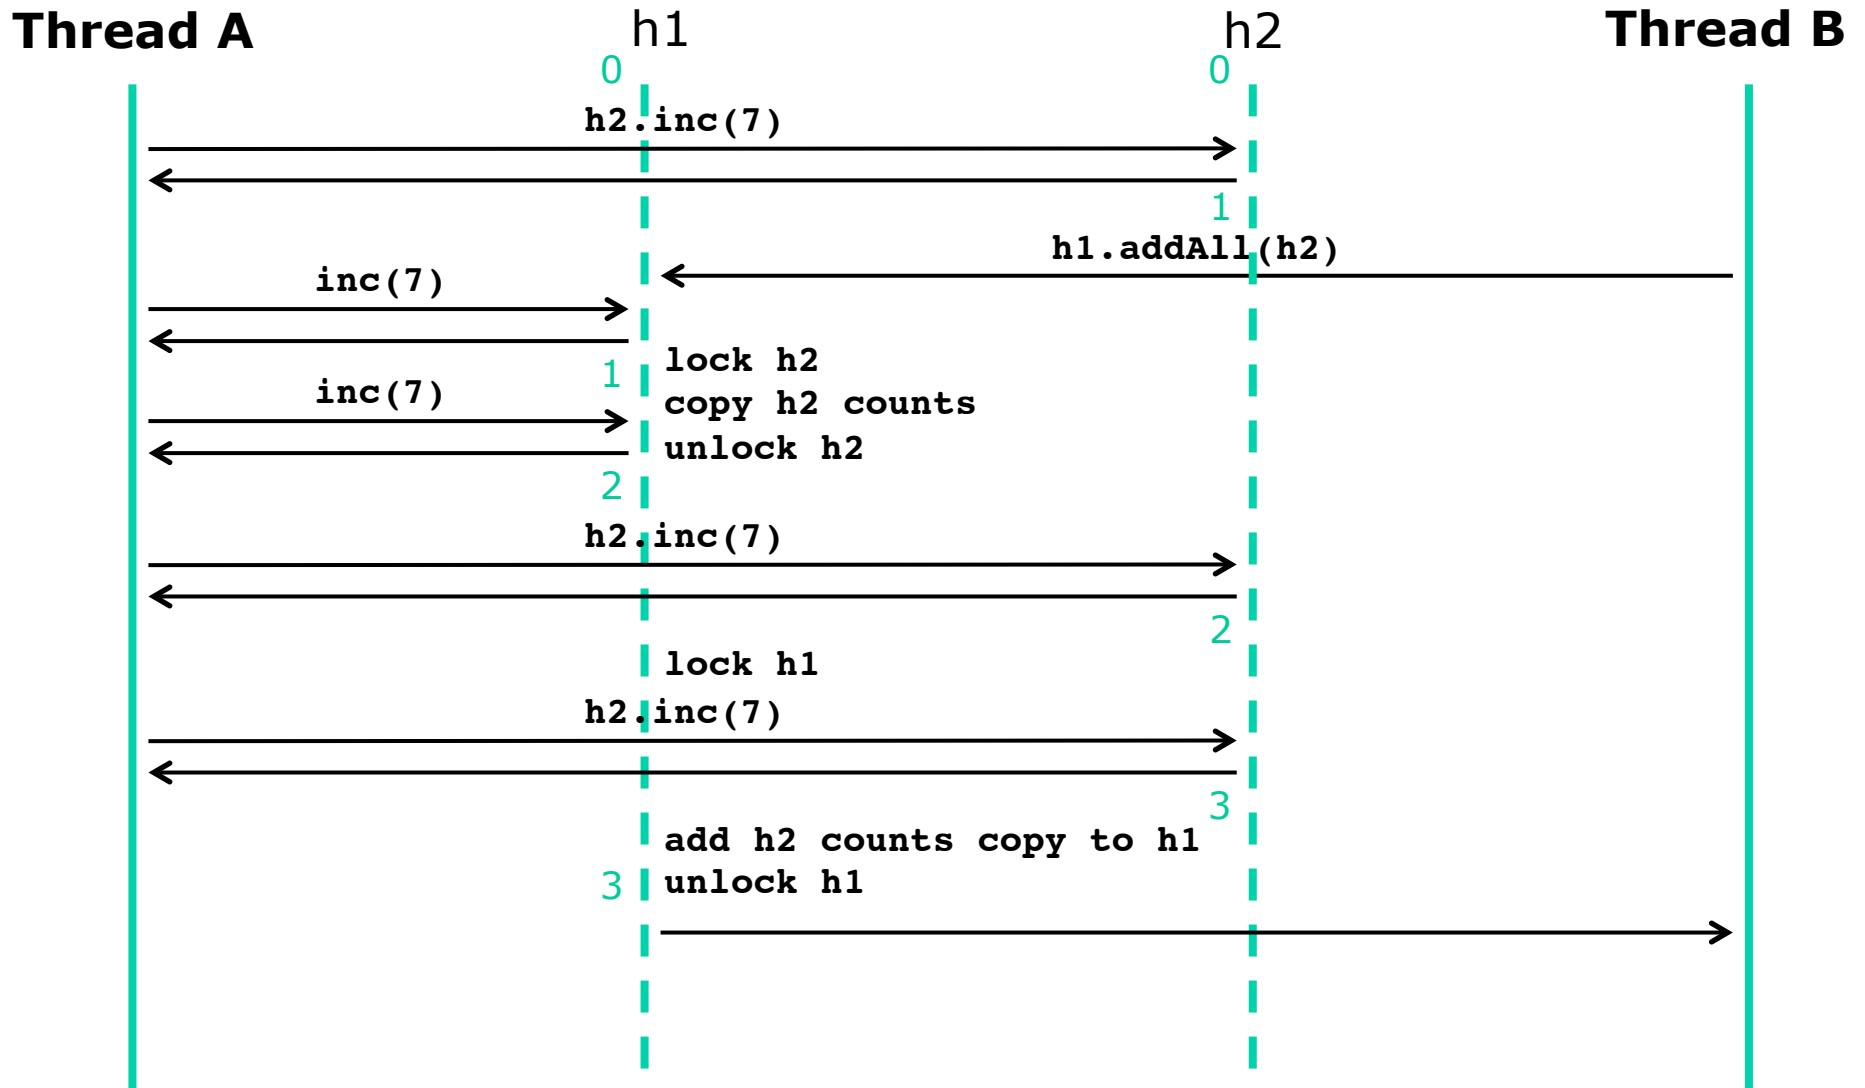 Thread A h1 h2 Thread B
0 0
h2.inc(7)
1
h1.addAll(h2)
inc(7)
lock h2
1
inc(7)
copy h2 counts
unlock h2
2
h2.inc(7)
2
lock h1
h2.inc(7)
3
add h2 counts copy to h1
3 unlock h1